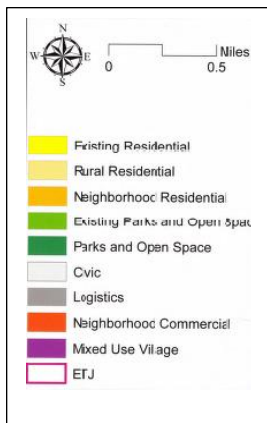 N
W E
S
Miles
0 0.5
Existing Residential
Rural Residential
Neighborhood Residential
Existing Parks and Open Spac
Parks and Open Space
Civic
Logistics
Neighborhood Commercial
Mixed Use Village
ETJ